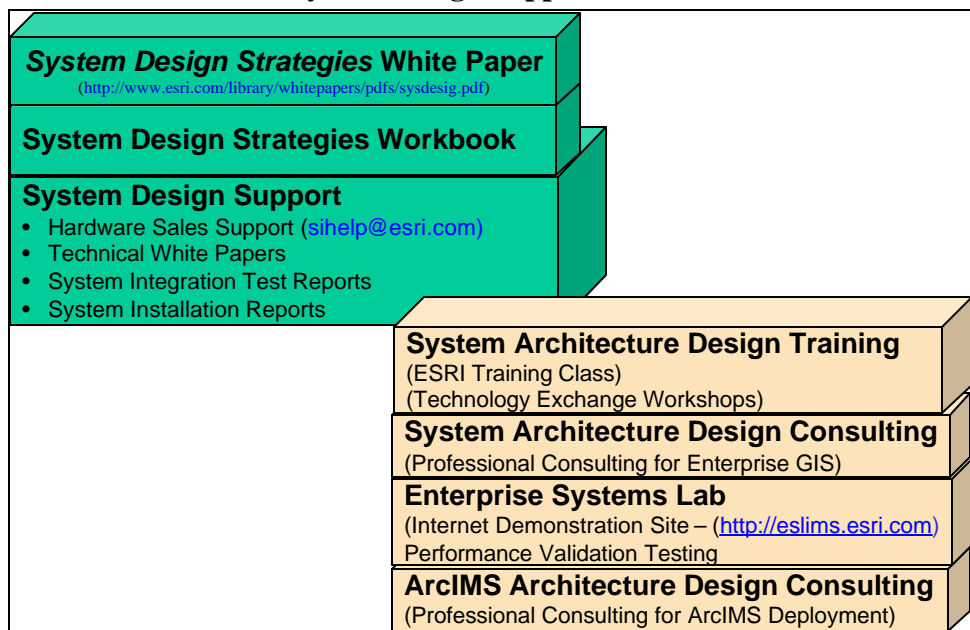 System Design Strategies White Paper
(http://www.esri.com/library/whitepapers/pdfs/sysdesig.pdf)
System Design Strategies Workbook
System Design Support
• Hardware Sales Support (sihelp@esri.com)
• Technical White Papers
• System Integration Test Reports
• System Installation Reports
System Architecture Design Training
(ESRI Training Class)
(Technology Exchange Workshops)
System Architecture Design Consulting
(Professional Consulting for Enterprise GIS)
Enterprise Systems Lab
(Internet Demonstration Site – (http://eslims.esri.com)
Performance Validation Testing
ArcIMS Architecture Design Consulting
(Professional Consulting for ArcIMS Deployment)